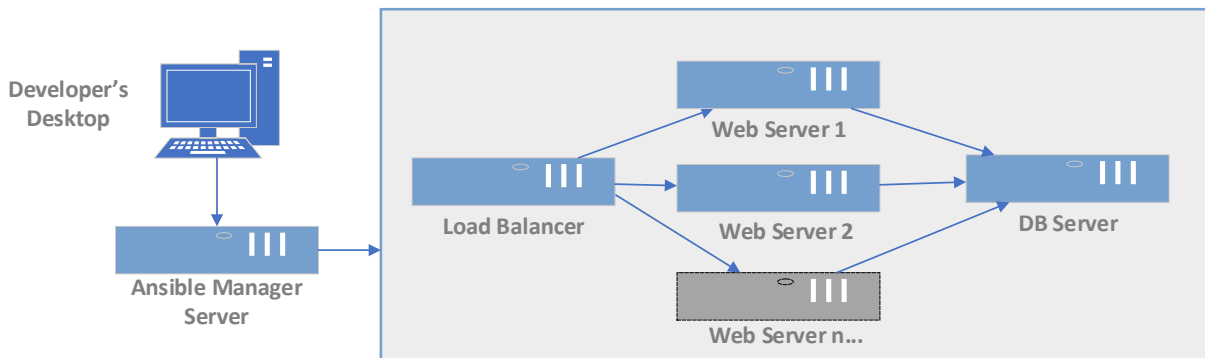 Developer's
Desktop
Ansible Manager
Server
Load Balancer
Web Server 1
Web Server 2
Web Server n...
DB Server